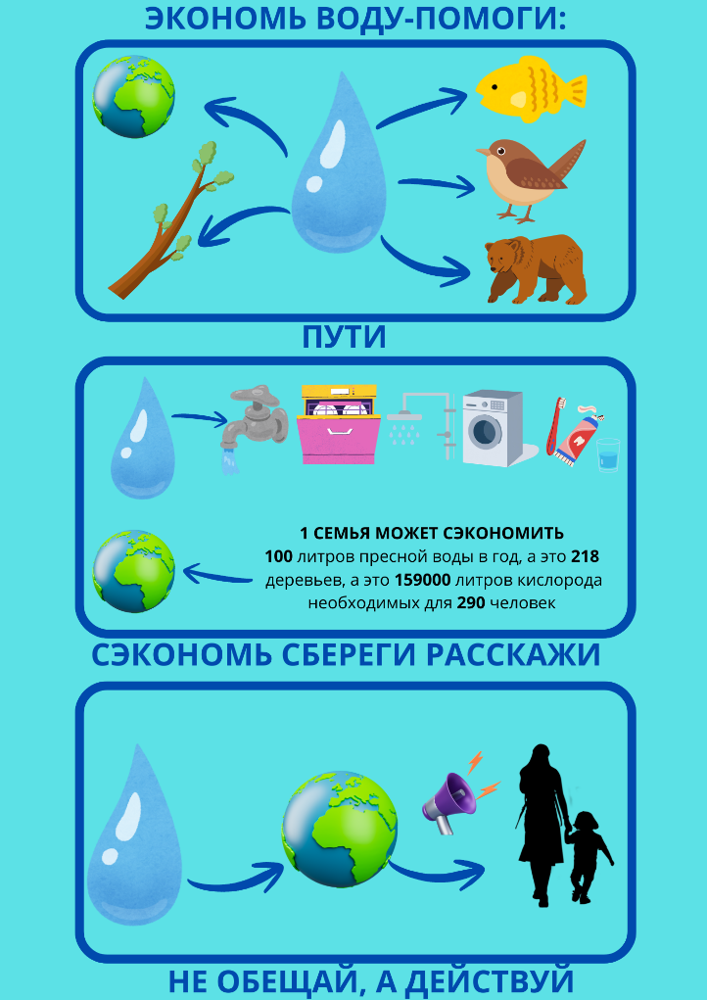 ЭКОНОМЬ ВОДУ-ПОМОГИ:
ПУТИ
1 СЕМЬЯ МОЖЕТ СЭКОНОМИТЬ
100 литров пресной воды в год, а это 218
деревьев, а это 159000 литров кислорода
необходимых для 290 человек
СЭКОНОМЬ СБЕРЕГИ РАССКАЖИ
НЕ ОБЕЩАЙ, А ДЕЙСТВУЙ